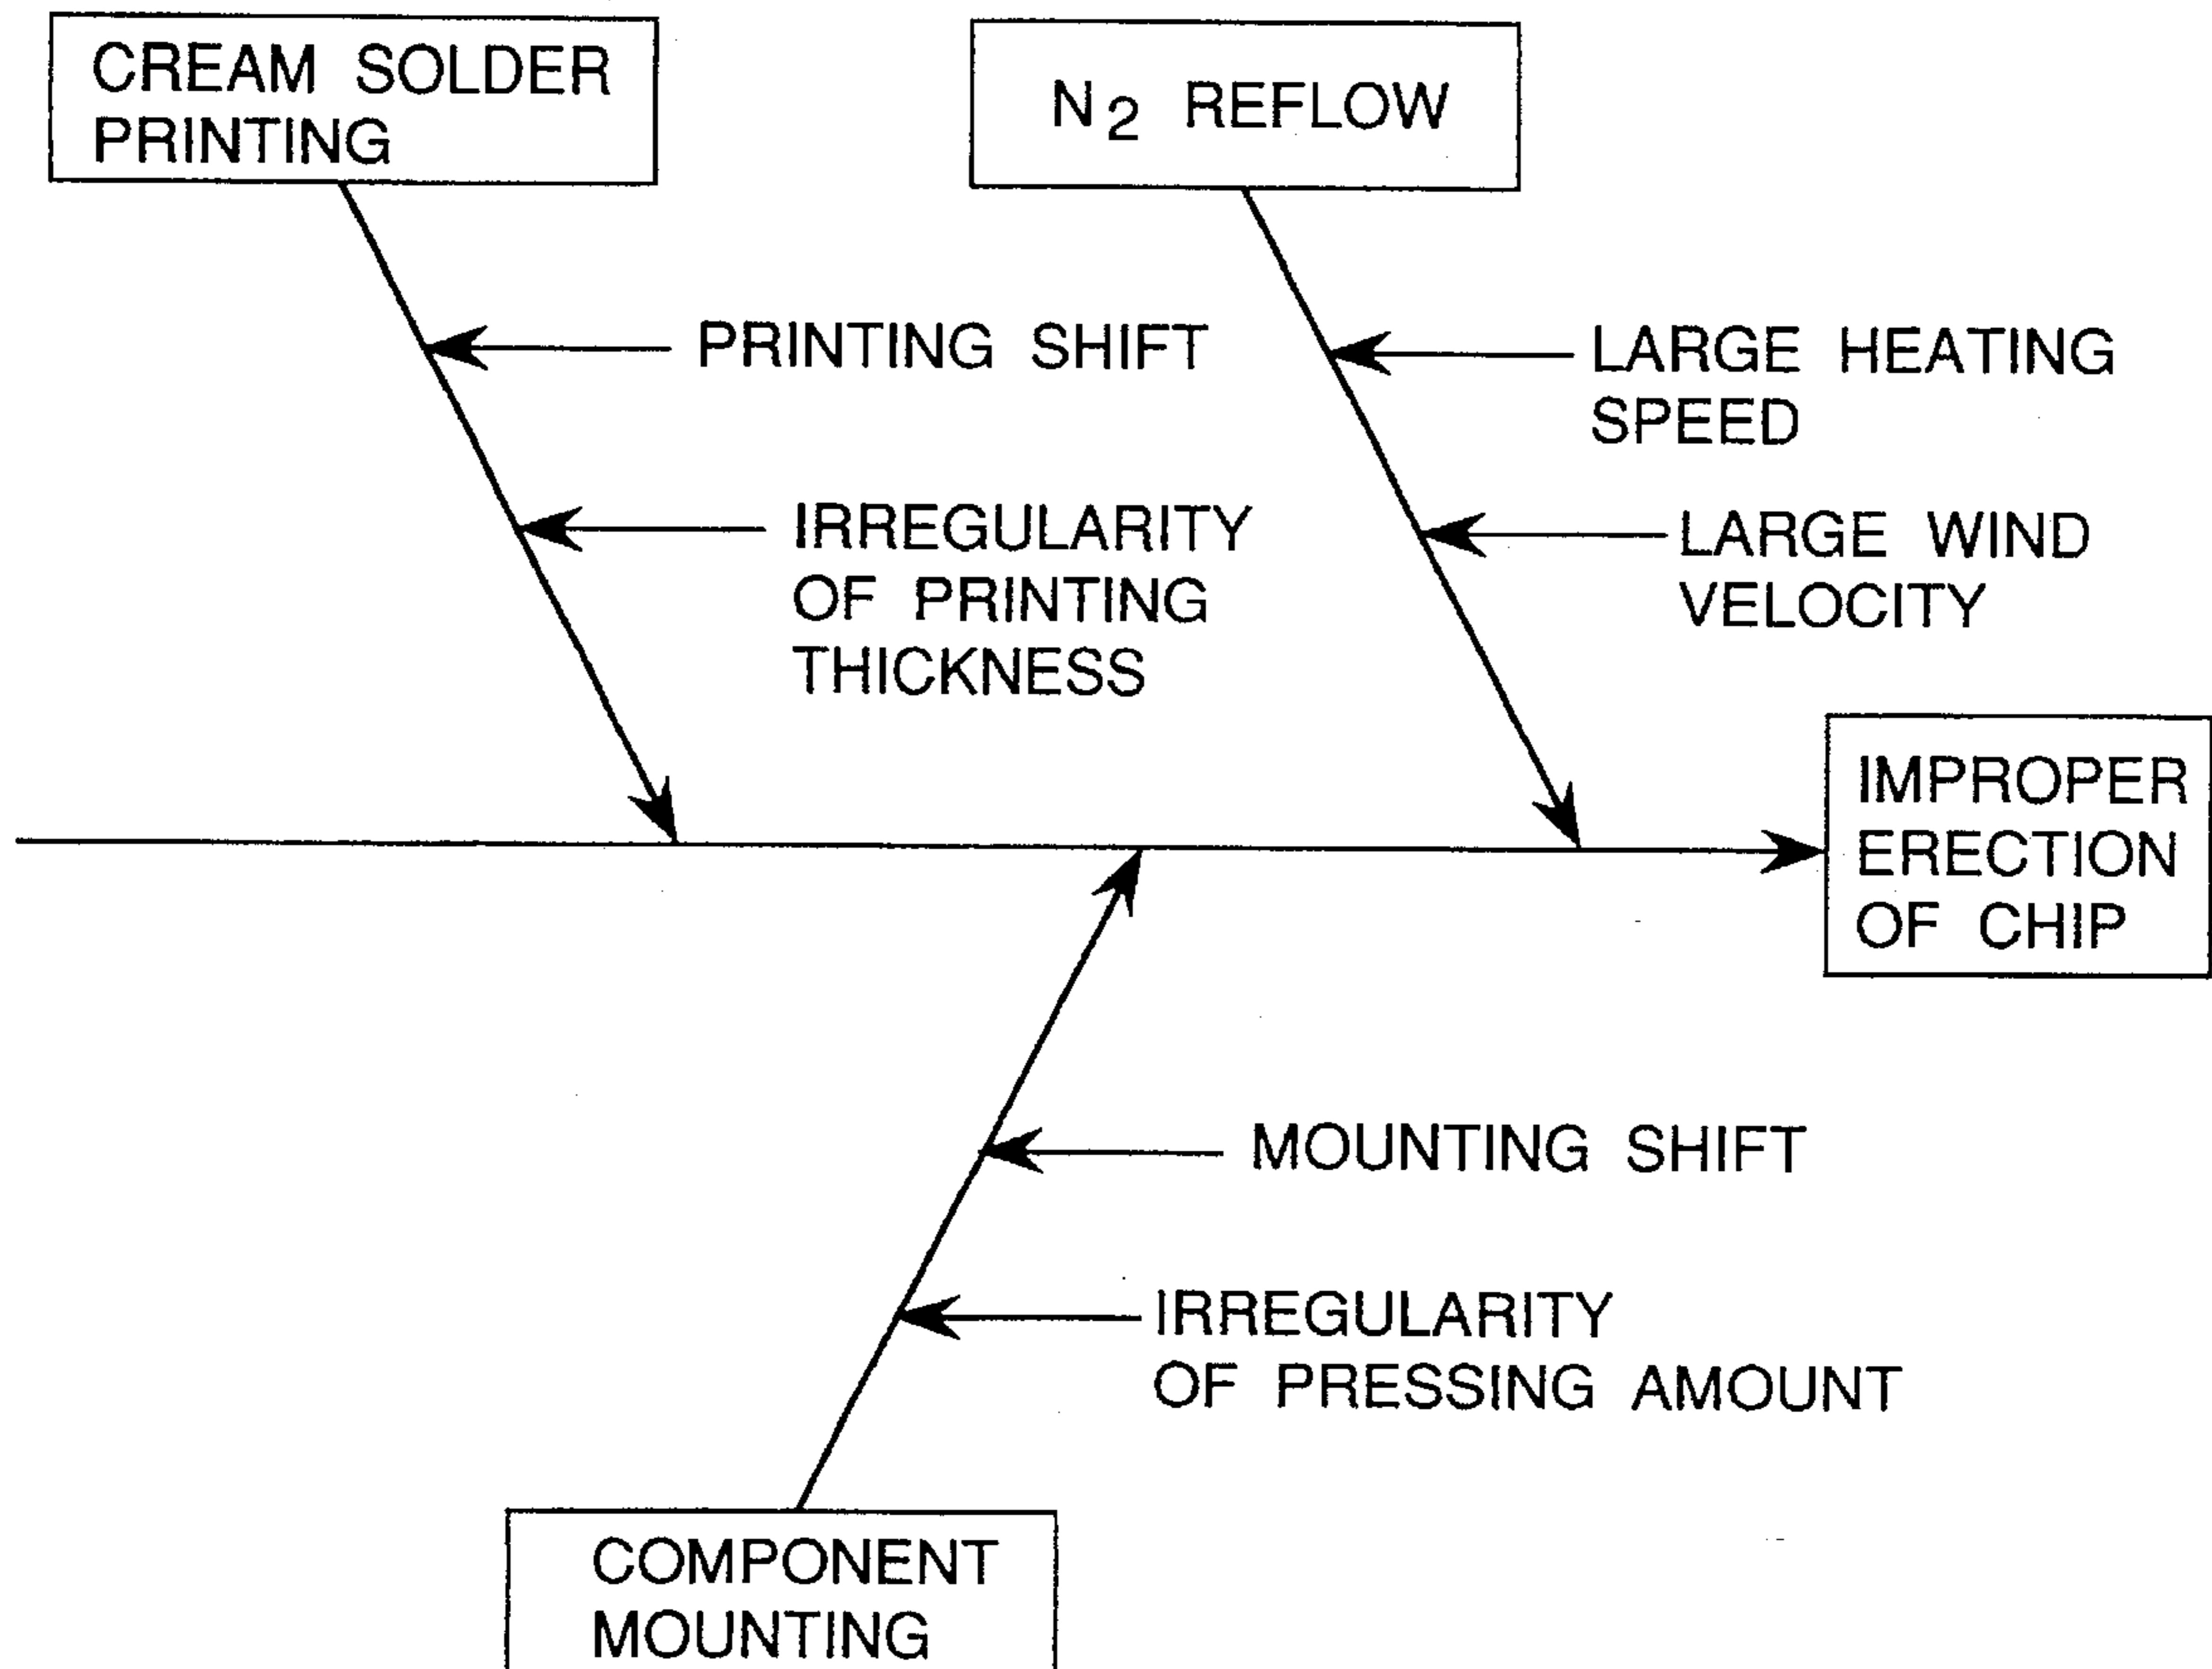 CREAM SOLDER
PRINTING
N2 REFLOW
PRINTING SHIFT
LARGE HEATING
SPEED
IRREGULARITY
OF PRINTING
THICKNESS
LARGE WIND
VELOCITY
IMPROPER
ERECTION
OF CHIP
MOUNTING SHIFT
IRREGULARITY
OF PRESSING AMOUNT
COMPONENT
MOUNTING